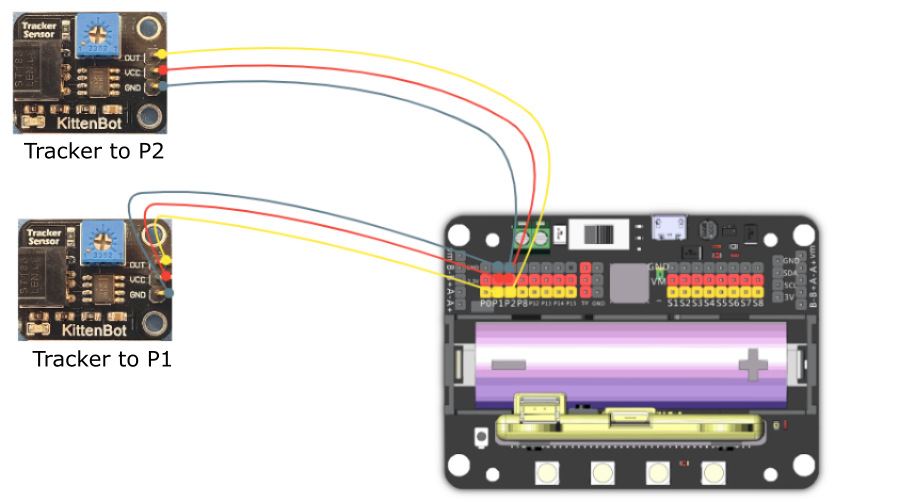 Tracker
Sensor
OUT
VCC
GND
KittenBot
Tracker to P2
Tracker
Sensor
OUT
VCC
GND
KittenBot
Tracker to P1
GND
VM
GND
SDA
SCL
3V
P0 P1 P2 P8 P12 P13 P14 P15 5V GND
S1 S2 S3 S4 S5 S6 S7 S8
B- B+ A- A+ Vm